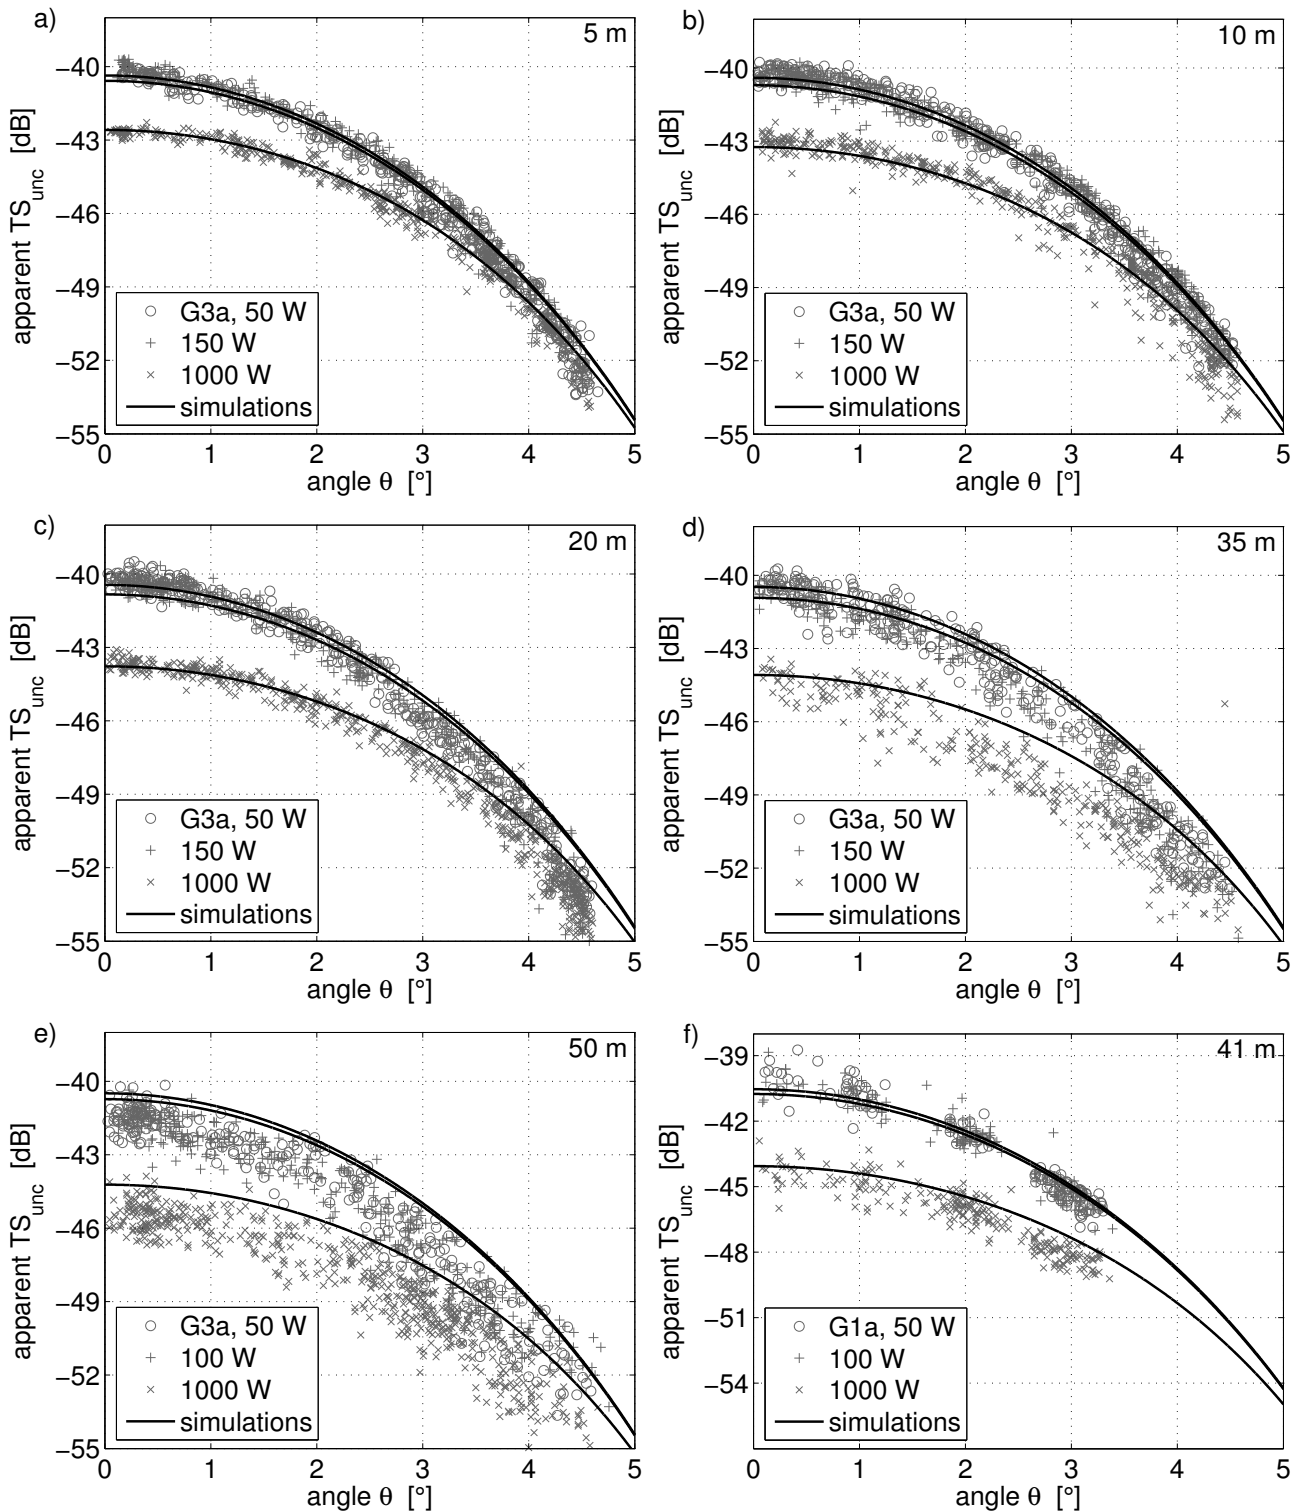 a)
5 m
apparent TS_unc [dB]
−40
−43
−46
−49
−52
−55
G3a, 50 W
150 W
1000 W
simulations
0 1 2 3 4 5
angle θ [°]
b)
10 m
apparent TS_unc [dB]
−40
−43
−46
−49
−52
−55
G3a, 50 W
150 W
1000 W
simulations
0 1 2 3 4 5
angle θ [°]
c)
20 m
apparent TS_unc [dB]
−40
−43
−46
−49
−52
−55
G3a, 50 W
150 W
1000 W
simulations
0 1 2 3 4 5
angle θ [°]
d)
35 m
apparent TS_unc [dB]
−40
−43
−46
−49
−52
−55
G3a, 50 W
150 W
1000 W
simulations
0 1 2 3 4 5
angle θ [°]
e)
50 m
apparent TS_unc [dB]
−40
−43
−46
−49
−52
−55
G3a, 50 W
100 W
1000 W
simulations
0 1 2 3 4 5
angle θ [°]
f)
41 m
apparent TS_unc [dB]
−39
−42
−45
−48
−51
−54
G1a, 50 W
100 W
1000 W
simulations
0 1 2 3 4 5
angle θ [°]